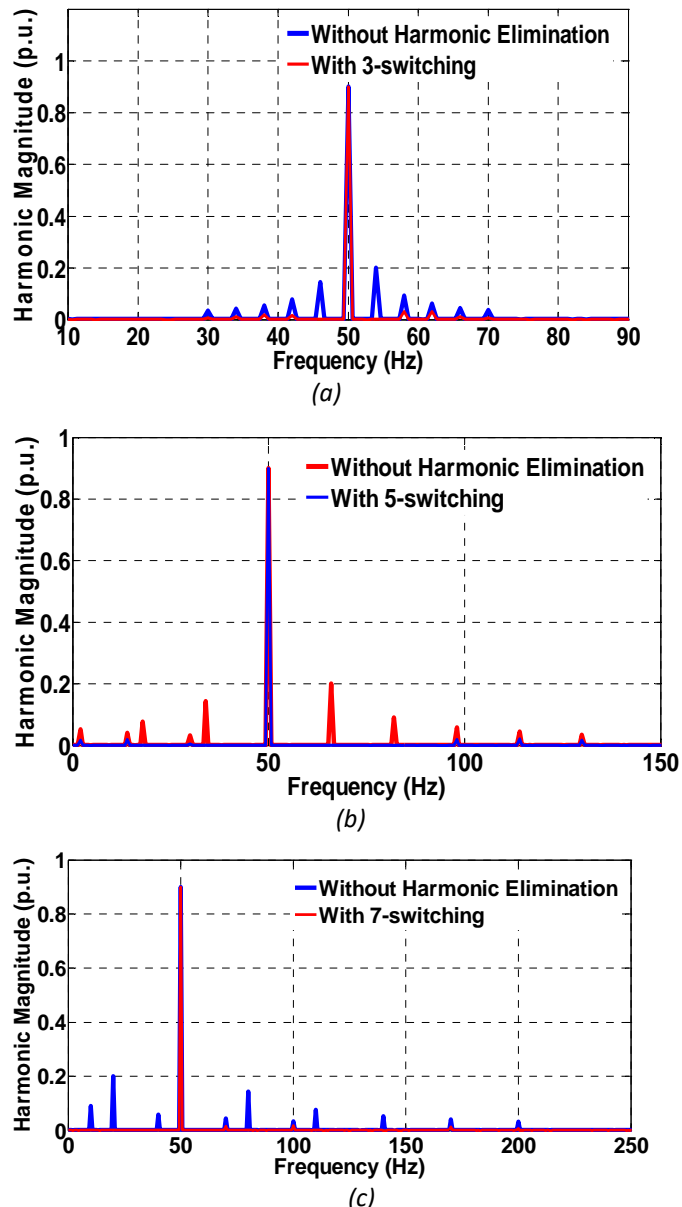 Harmonic Magnitude (p.u.)
1
0.8
0.6
0.4
0.2
0
Without Harmonic Elimination
With 3-switching
10 20 30 40 50 60 70 80 90
Frequency (Hz)
(a)
Harmonic Magnitude (p.u.)
1
0.8
0.6
0.4
0.2
0
Without Harmonic Elimination
With 5-switching
0 50 100 150
Frequency (Hz)
(b)
Harmonic Magnitude (p.u.)
1
0.8
0.6
0.4
0.2
0
Without Harmonic Elimination
With 7-switching
0 50 100 150 200 250
Frequency (Hz)
(c)